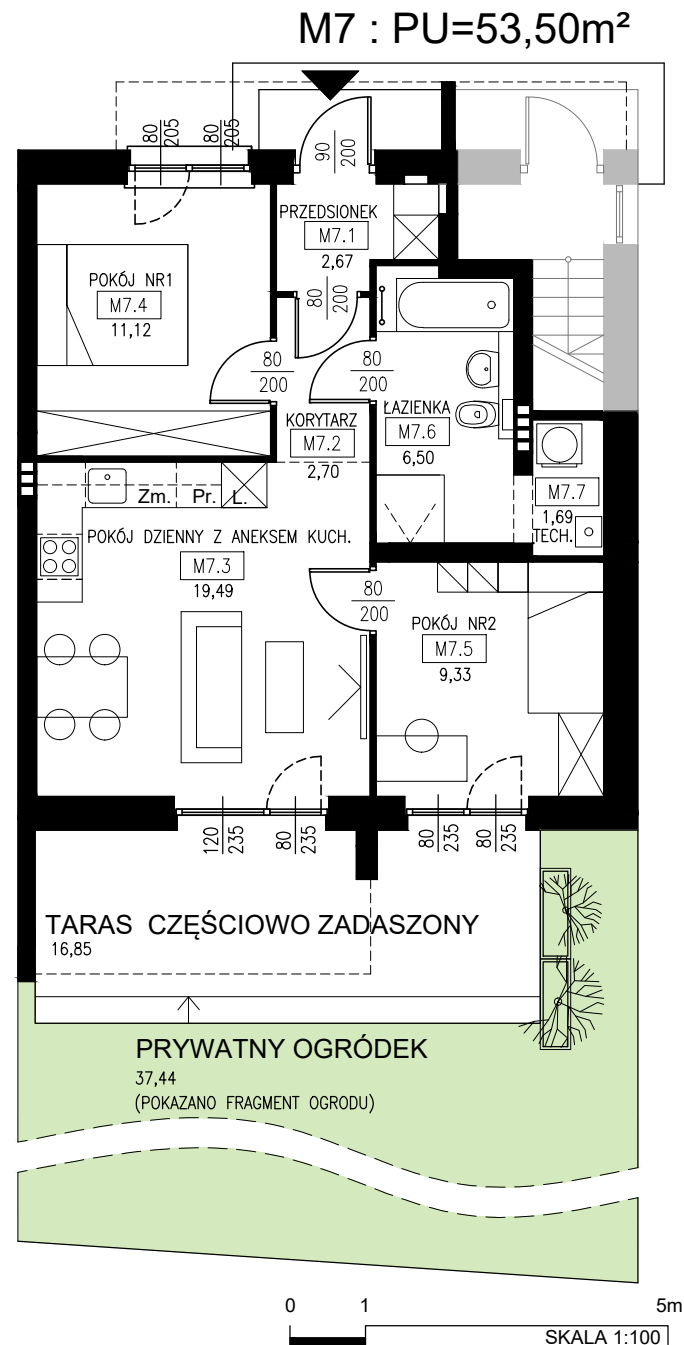 M7 : PU=53,50m²
80
205
80
205
90
200
PRZEDSIONEK
M7.1
2,67
80
200
POKÓJ NR1
M7.4
11,12
80
200
80
200
KORYTARZ
M7.2
2,70
ŁAZIENKA
M7.6
6,50
M7.7
1,69
TECH.
Zm. Pr. L.
POKÓJ DZIENNY Z ANEKSEM KUCH.
M7.3
19,49
80
200
POKÓJ NR2
M7.5
9,33
120
235
80
235
80
235
80
235
TARAS CZĘŚCIOWO ZADASZONY
16,85
PRYWATNY OGRÓDEK
37,44
(POKAZANO FRAGMENT OGRODU)
0 1 5m
SKALA 1:100